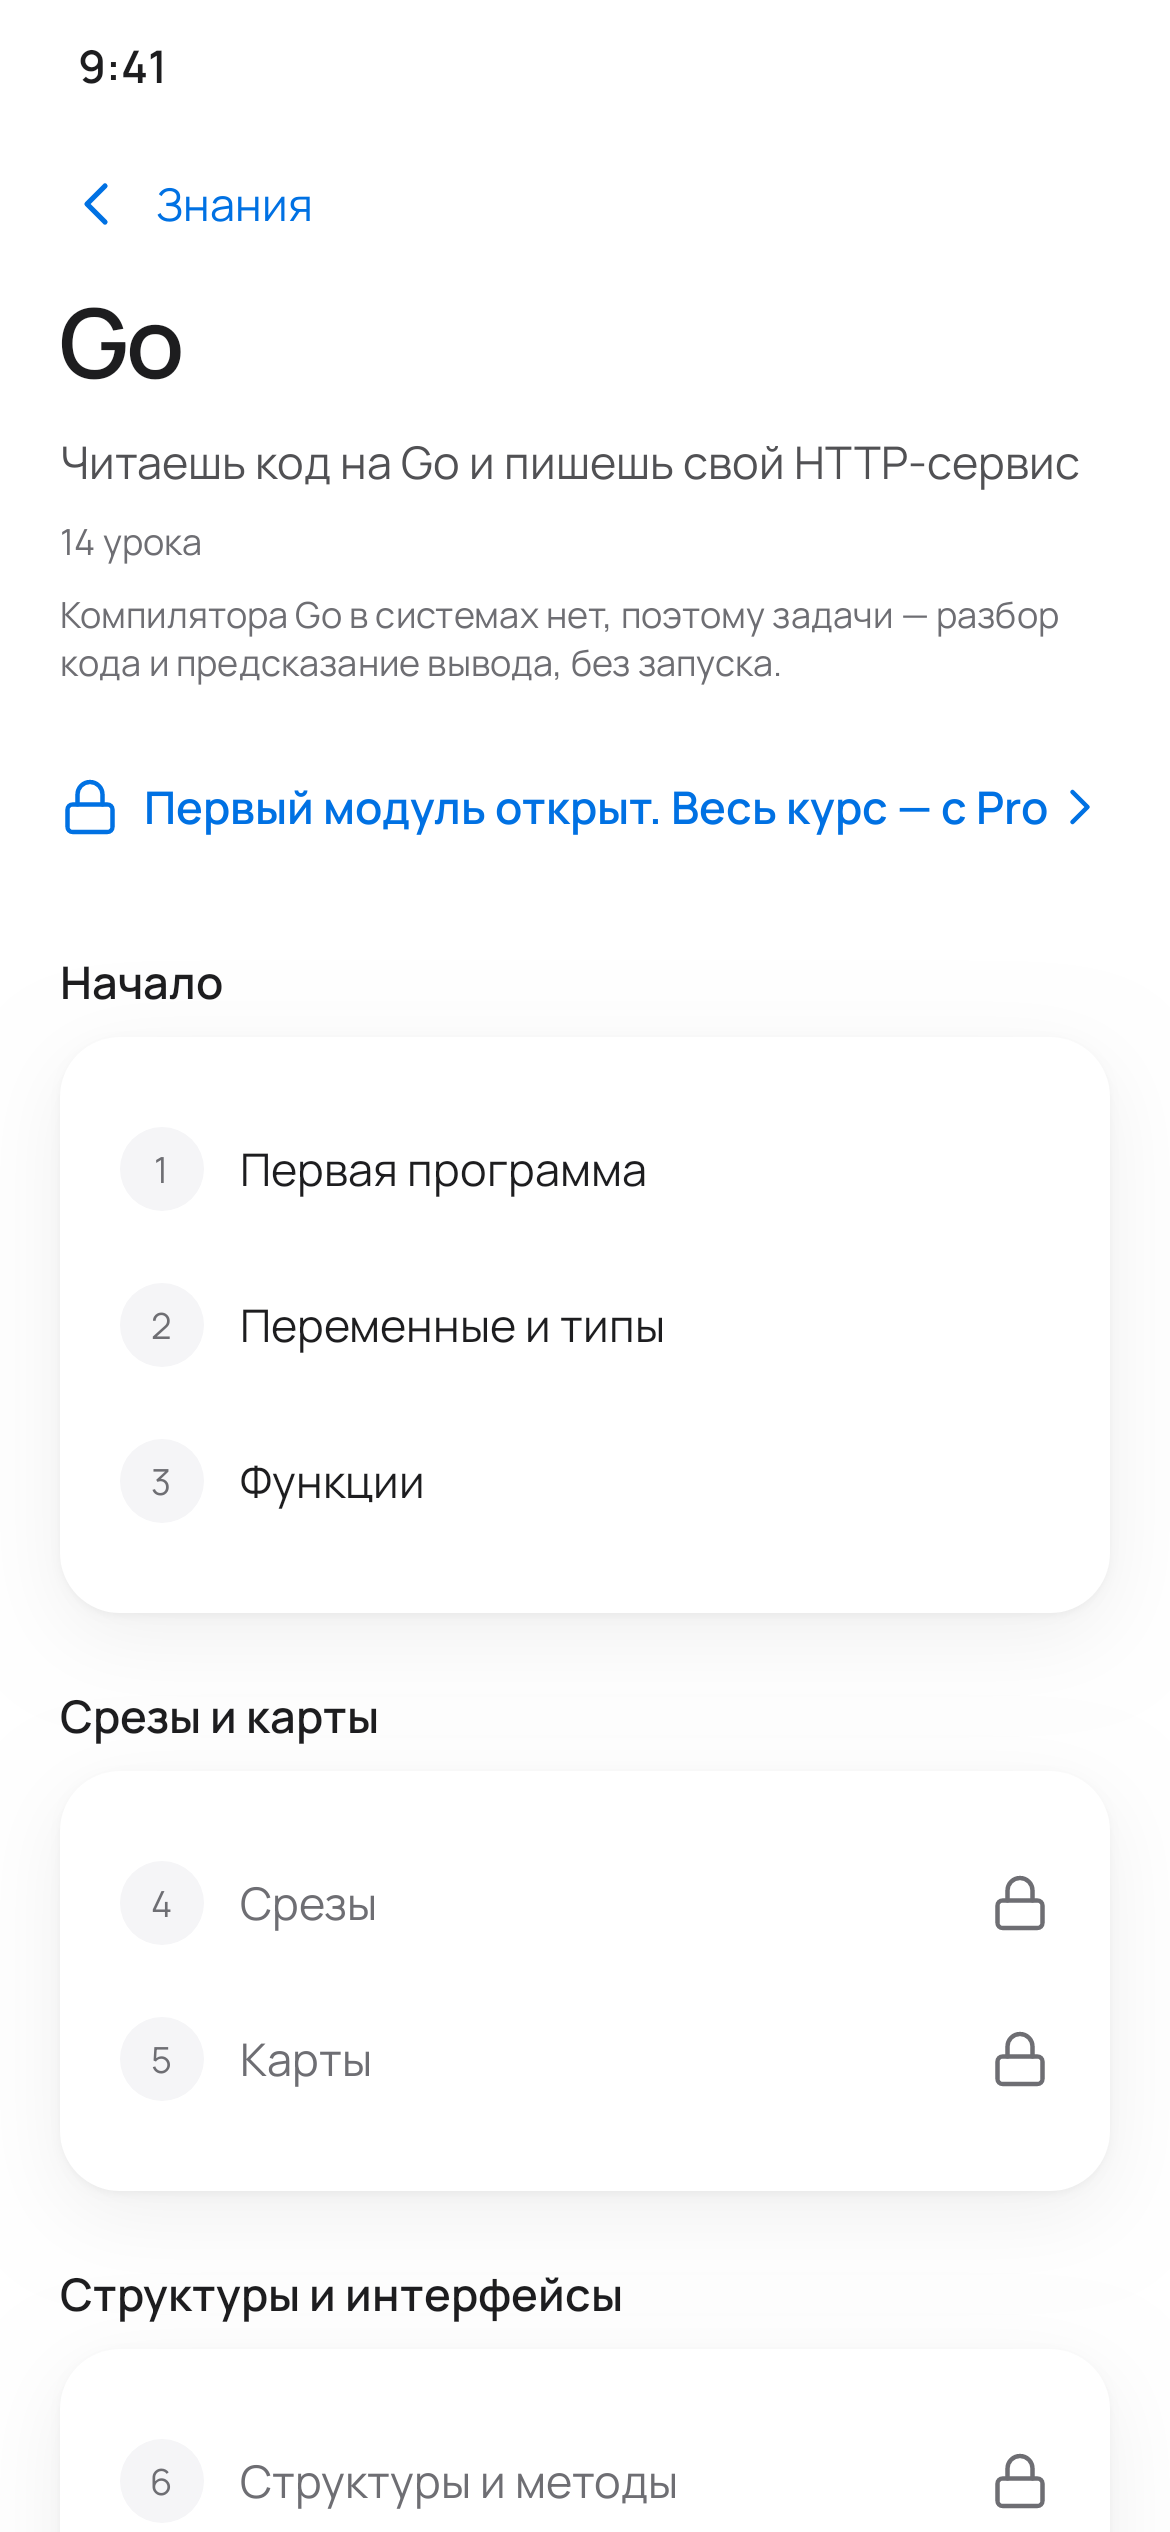 9:41
Знания
Go
Читаешь код на Go и пишешь свой HTTP-сервис
14 урока
Компилятора Go в системах нет, поэтому задачи — разбор
кода и предсказание вывода, без запуска.
Первый модуль открыт. Весь курс — с Pro
Начало
1 Первая программа
2 Переменные и типы
3 Функции
Срезы и карты
4 Срезы
5 Карты
Структуры и интерфейсы
6 Структуры и методы